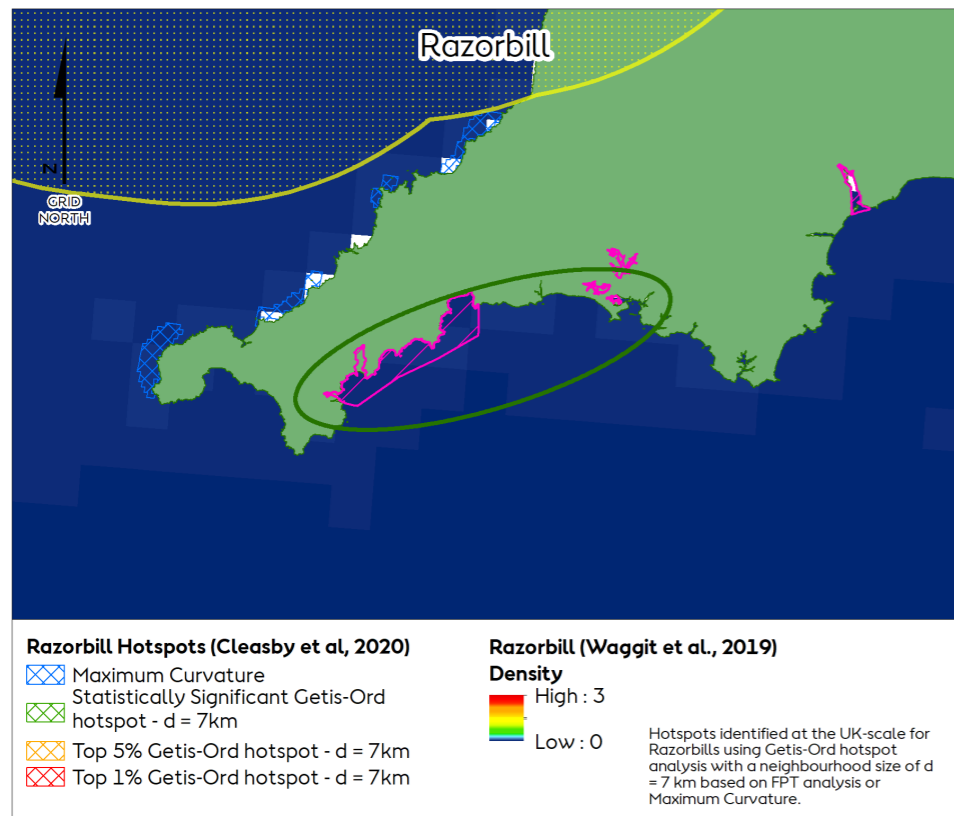 Razorbill
N
GRID
NORTH
Razorbill Hotspots (Cleasby et al, 2020)
Maximum Curvature
Statistically Significant Getis-Ord
hotspot - d = 7km
Top 5% Getis-Ord hotspot - d = 7km
Top 1% Getis-Ord hotspot - d = 7km
Razorbill (Waggit et al., 2019)
Density
High : 3
Low : 0
Hotspots identified at the UK-scale for
Razorbills using Getis-Ord hotspot
analysis with a neighbourhood size of d
= 7 km based on FPT analysis or
Maximum Curvature.